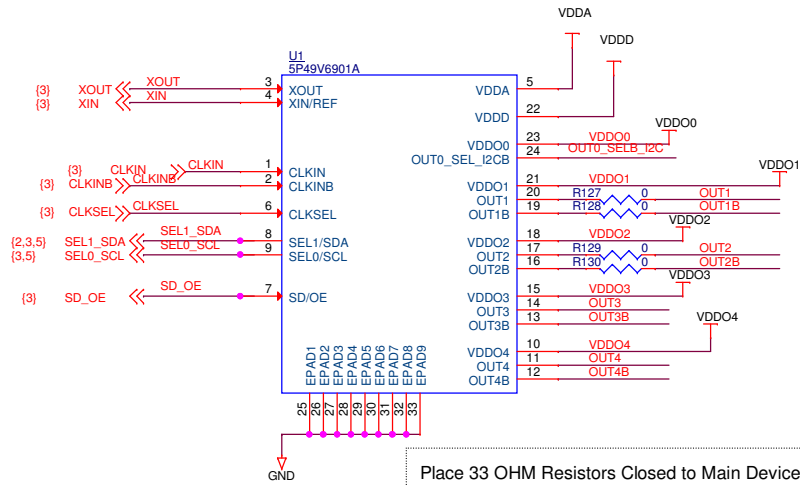 VDDA
VDDD
U1
5P49V6901A
{3} XOUT XOUT 3 XOUT VDDA 5
{3} XIN XIN 4 XIN/REF
VDDD 22
VDDO0
VDDO0 23 VDDO0
OUT0_SEL_I2CB 24 OUT0_SELB_I2C
{3} CLKIN CLKIN 1 CLKIN
VDDO1
{3} CLKINB CLKINB 2 CLKINB VDDO1 21 VDDO1
OUT1 20 R127 0 OUT1
{3} CLKSEL CLKSEL 6 CLKSEL OUT1B 19 R128 0 OUT1B
VDDO2
{2,3,5} SEL1_SDA SEL1_SDA 8 SEL1/SDA VDDO2 18 VDDO2
{3,5} SEL0_SCL SEL0_SCL 9 SEL0/SCL OUT2 17 R129 0 OUT2
OUT2B 16 R130 0 OUT2B
VDDO3
{3} SD_OE SD_OE 7 SD/OE VDDO3 15 VDDO3
OUT3 14 OUT3
OUT3B 13 OUT3B
VDDO4
VDDO4 10 VDDO4
OUT4 11 OUT4
OUT4B 12 OUT4B
EPAD1 EPAD2 EPAD3 EPAD4 EPAD5 EPAD6 EPAD7 EPAD8 EPAD9
25 26 27 28 29 30 31 32 33
GND
Place 33 OHM Resistors Closed to Main Device